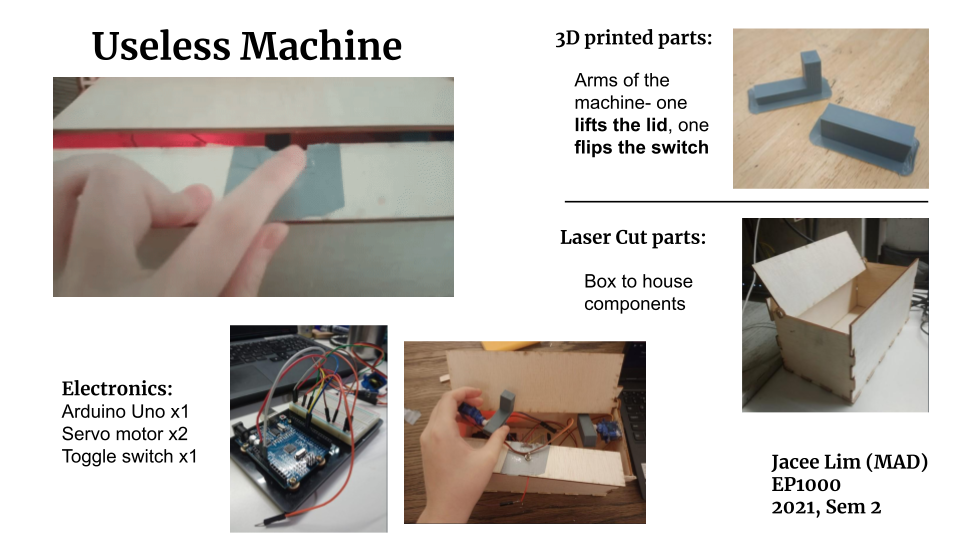 Useless Machine
3D printed parts:
Arms of the
machine- one
lifts the lid, one
flips the switch
Laser Cut parts:
Box to house
components
Electronics:
Arduino Uno x1
Servo motor x2
Toggle switch x1
Jacee Lim (MAD)
EP1000
2021, Sem 2